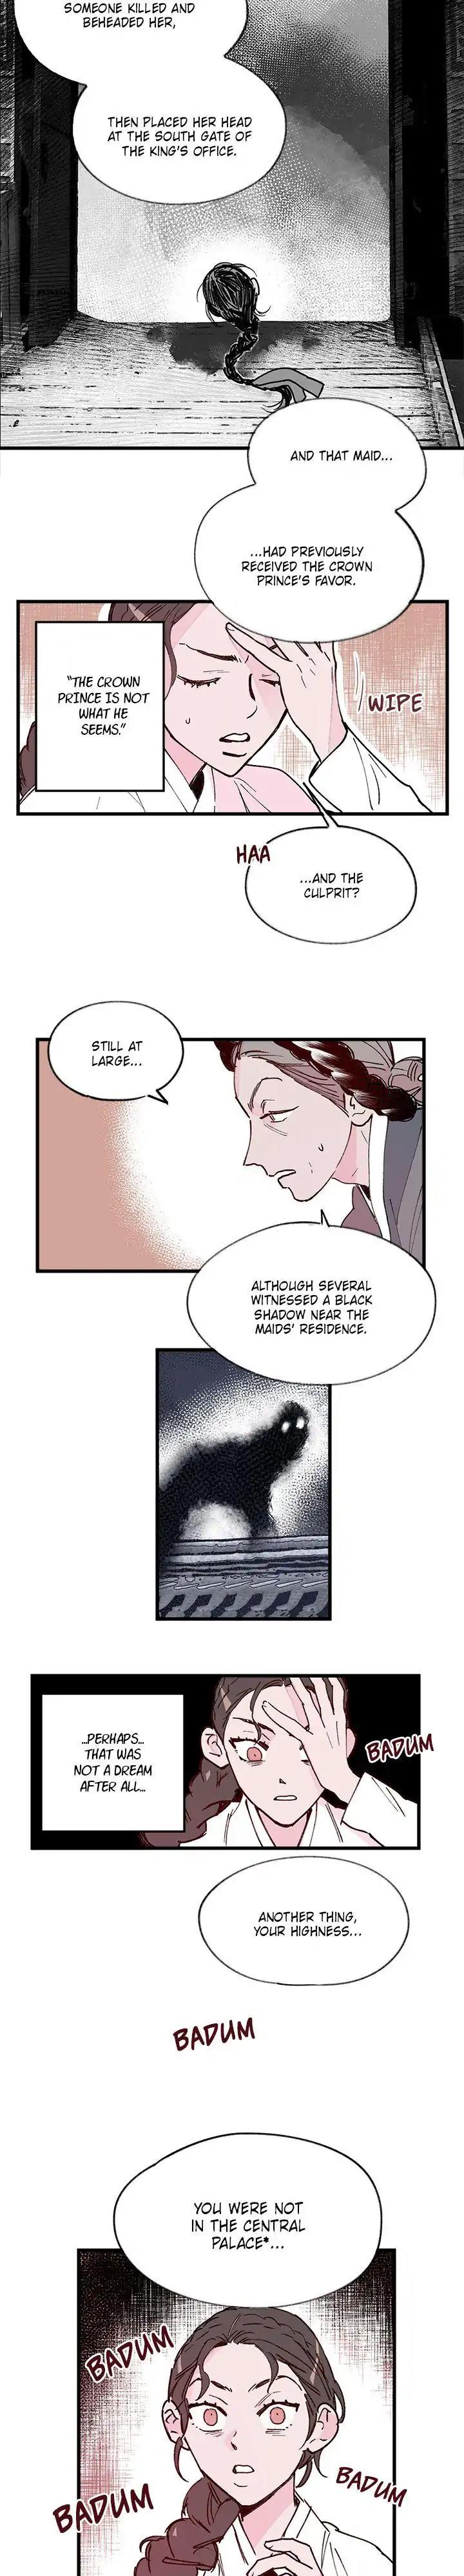 SOMEONE KILLED AND
BEHEADED HER,
THEN PLACED HER HEAD
AT THE SOUTH GATE OF
THE KING'S OFFICE.
AND THAT MAID...
...HAD PREVIOUSLY
RECEIVED THE CROWN
PRINCE'S FAVOR.
"THE CROWN
PRINCE IS NOT
WHAT HE
SEEMS."
WIPE
HAA
...AND THE
CULPRIT?
STILL AT
LARGE...
ALTHOUGH SEVERAL
WITNESSED A BLACK
SHADOW NEAR THE
MAIDS' RESIDENCE.
...PERHAPS...
THAT WAS
NOT A DREAM
AFTER ALL...
BADUM
ANOTHER THING,
YOUR HIGHNESS...
BADUM
YOU WERE NOT
IN THE CENTRAL
PALACE*...
BADUM
BADUM
BADUM